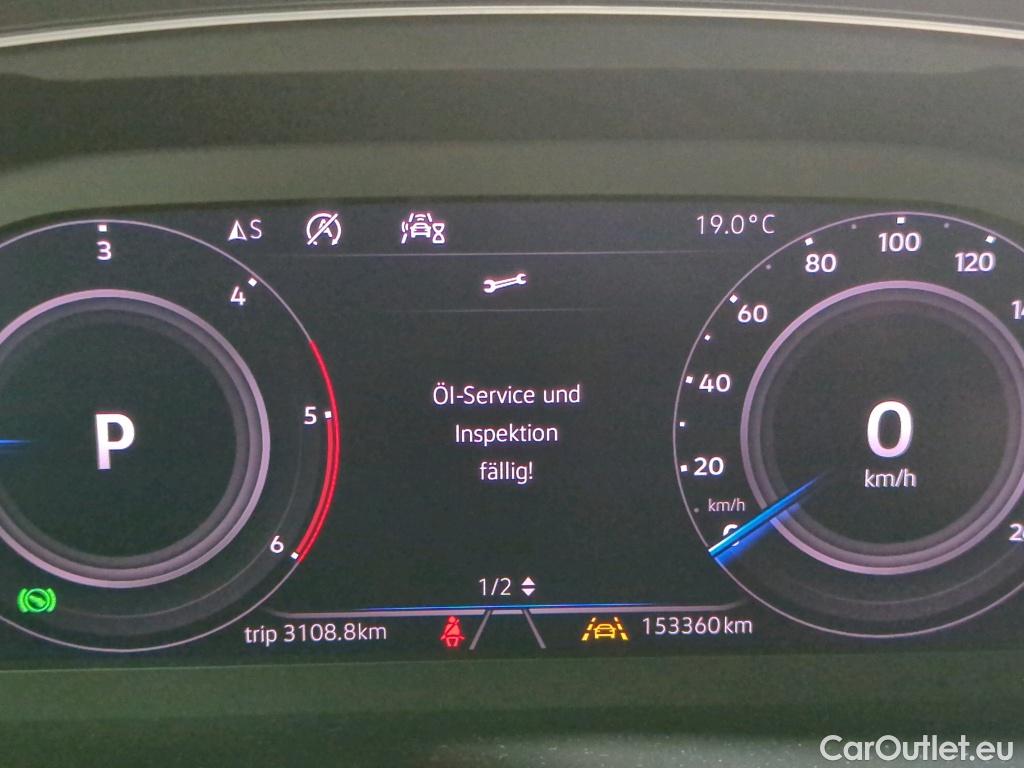 S
19.0°C
3
4
5
6
P
Öl-Service und
Inspektion
fällig!
1/2
100
80
120
60
40
20
km/h
0
km/h
trip 3108.8km
153360km
CarOutlet.eu